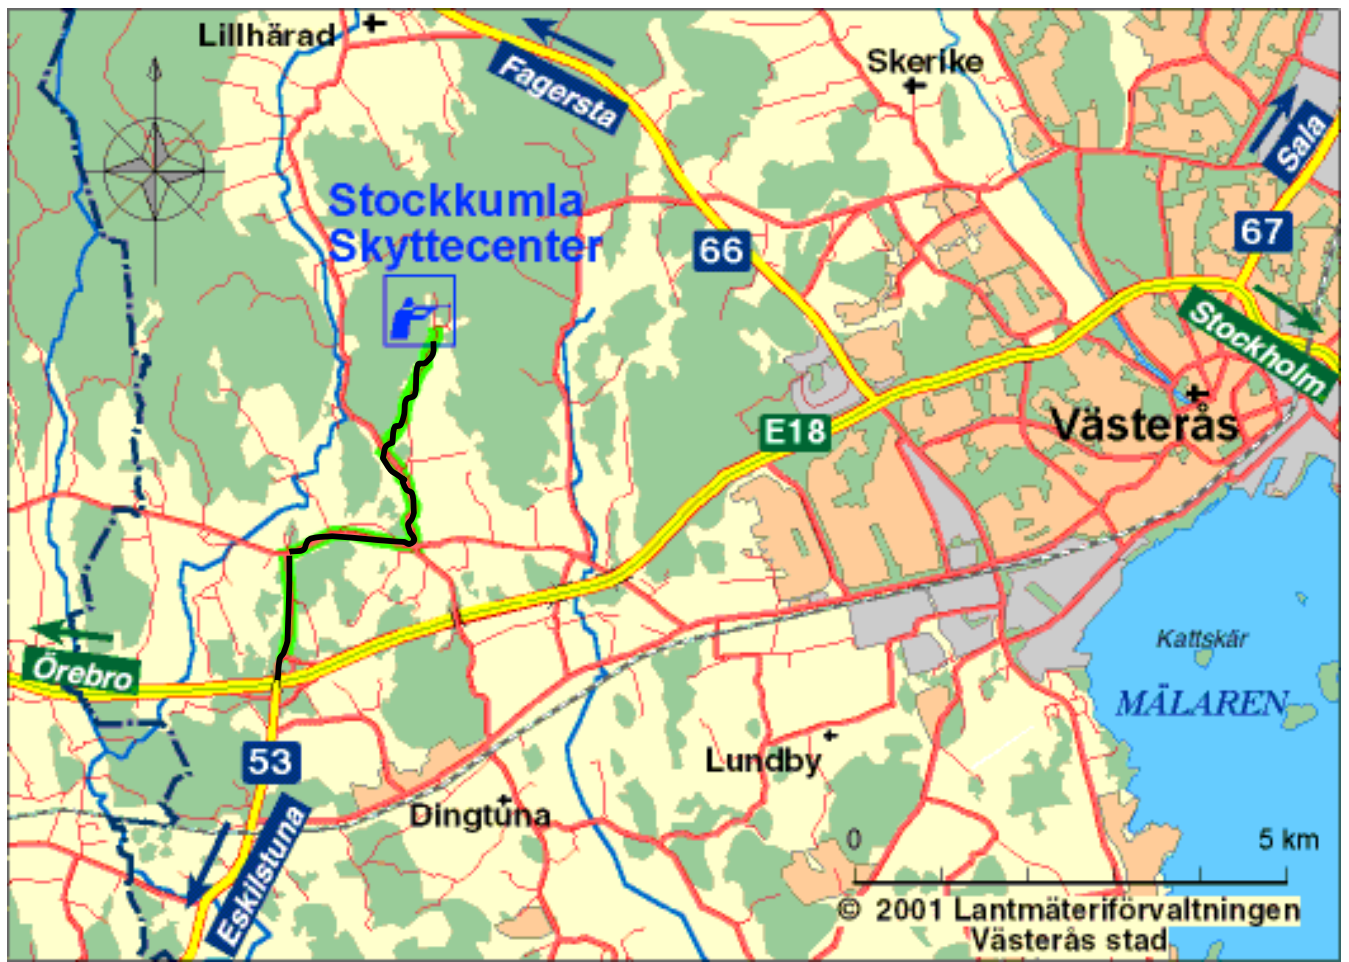 Lillhärad
Fagersta
Skerike
Sala
Stockkumla
Skyttecenter
66
67
Stockholm
E18
Västerås
Örebro
Kattskär
MÄLAREN
53
Lundby
Dingtuna
Eskilstuna
0 5 km
© 2001 Lantmäteriförvaltningen
Västerås stad